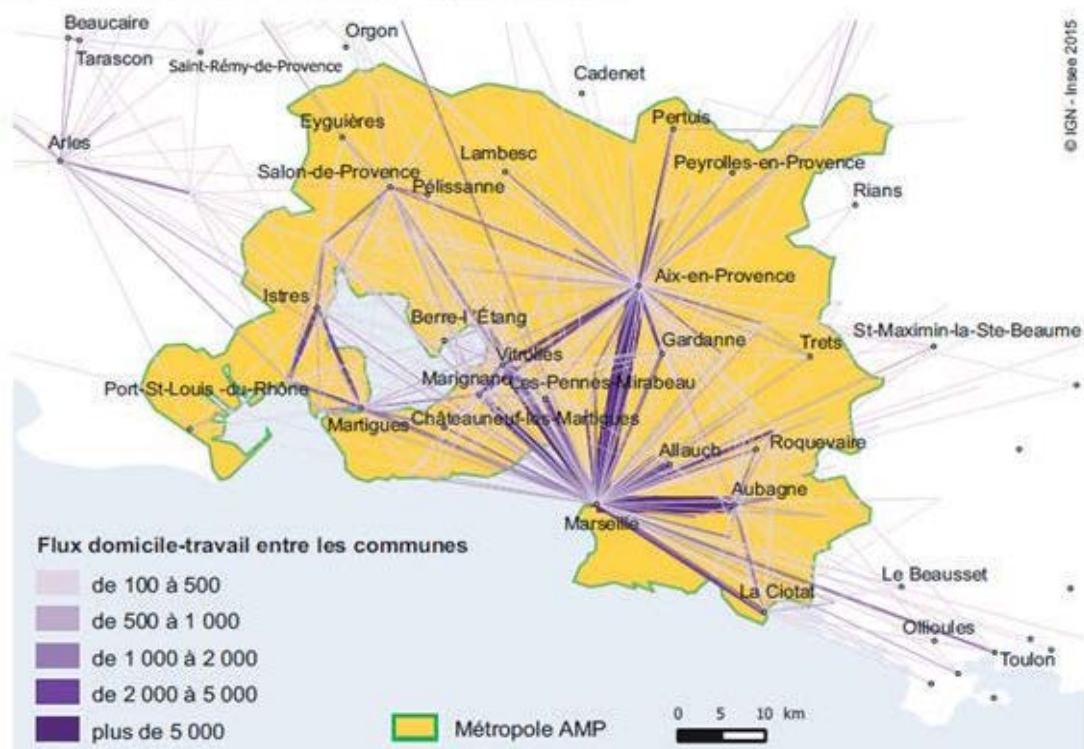 Beaucaire
Orgon
Tarascon
Saint-Rémy-de-Provence
Cadenet
© IGN - Insee 2015
Eyguières
Pertuis
Arles
Lambesc
Peyrolles-en-Provence
Salon-de-Provence
Pélissanne
Rians
Aix-en-Provence
Istres
Berre-l'Étang
Gardanne
St-Maximin-la-Ste-Beaume
Vitrolles
Trets
Port-St-Louis -du-Rhône
Marignane
Les-Pennes-Mirabeau
Martigues
Châteauneuf-les-Martigues
Allauch
Roquevaire
Aubagne
Marseille
Flux domicile-travail entre les communes
de 100 à 500
de 500 à 1 000
de 1 000 à 2 000
de 2 000 à 5 000
plus de 5 000
La Ciotat
Le Beausset
Ollioules
Toulon
Métropole AMP
0 5 10 km